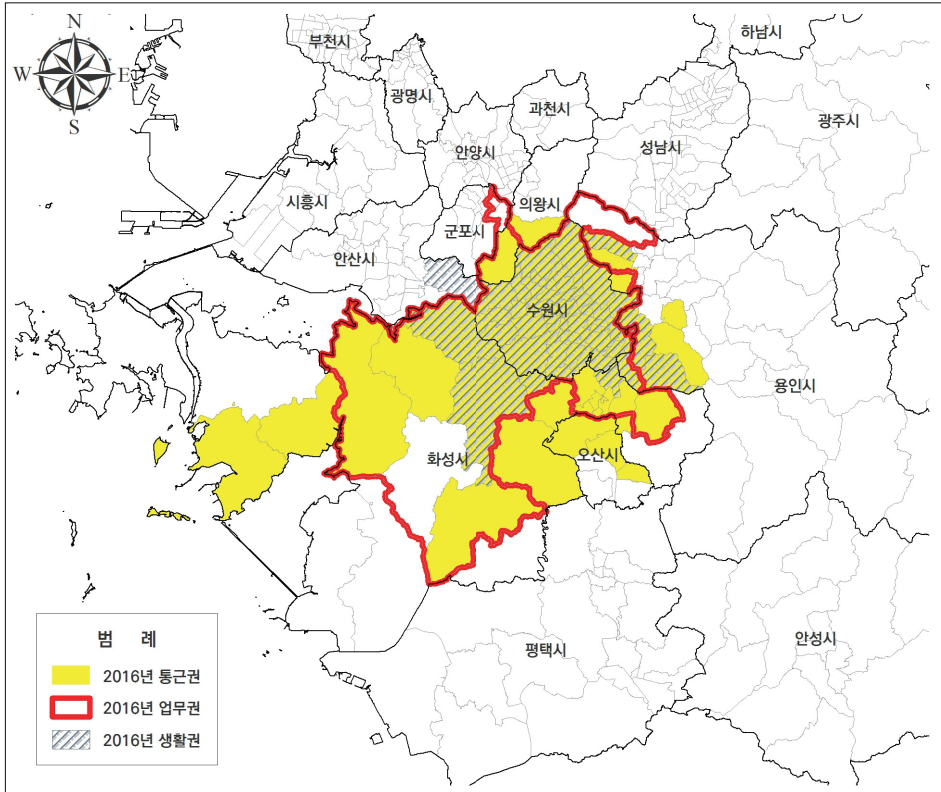 N
W
E
S
부천시
하남시
광명시
과천시
광주시
안양시
성남시
시흥시
의왕시
군포시
안산시
수원시
용인시
화성시
오산시
평택시
안성시
범 례
2016년 통근권
2016년 업무권
2016년 생활권